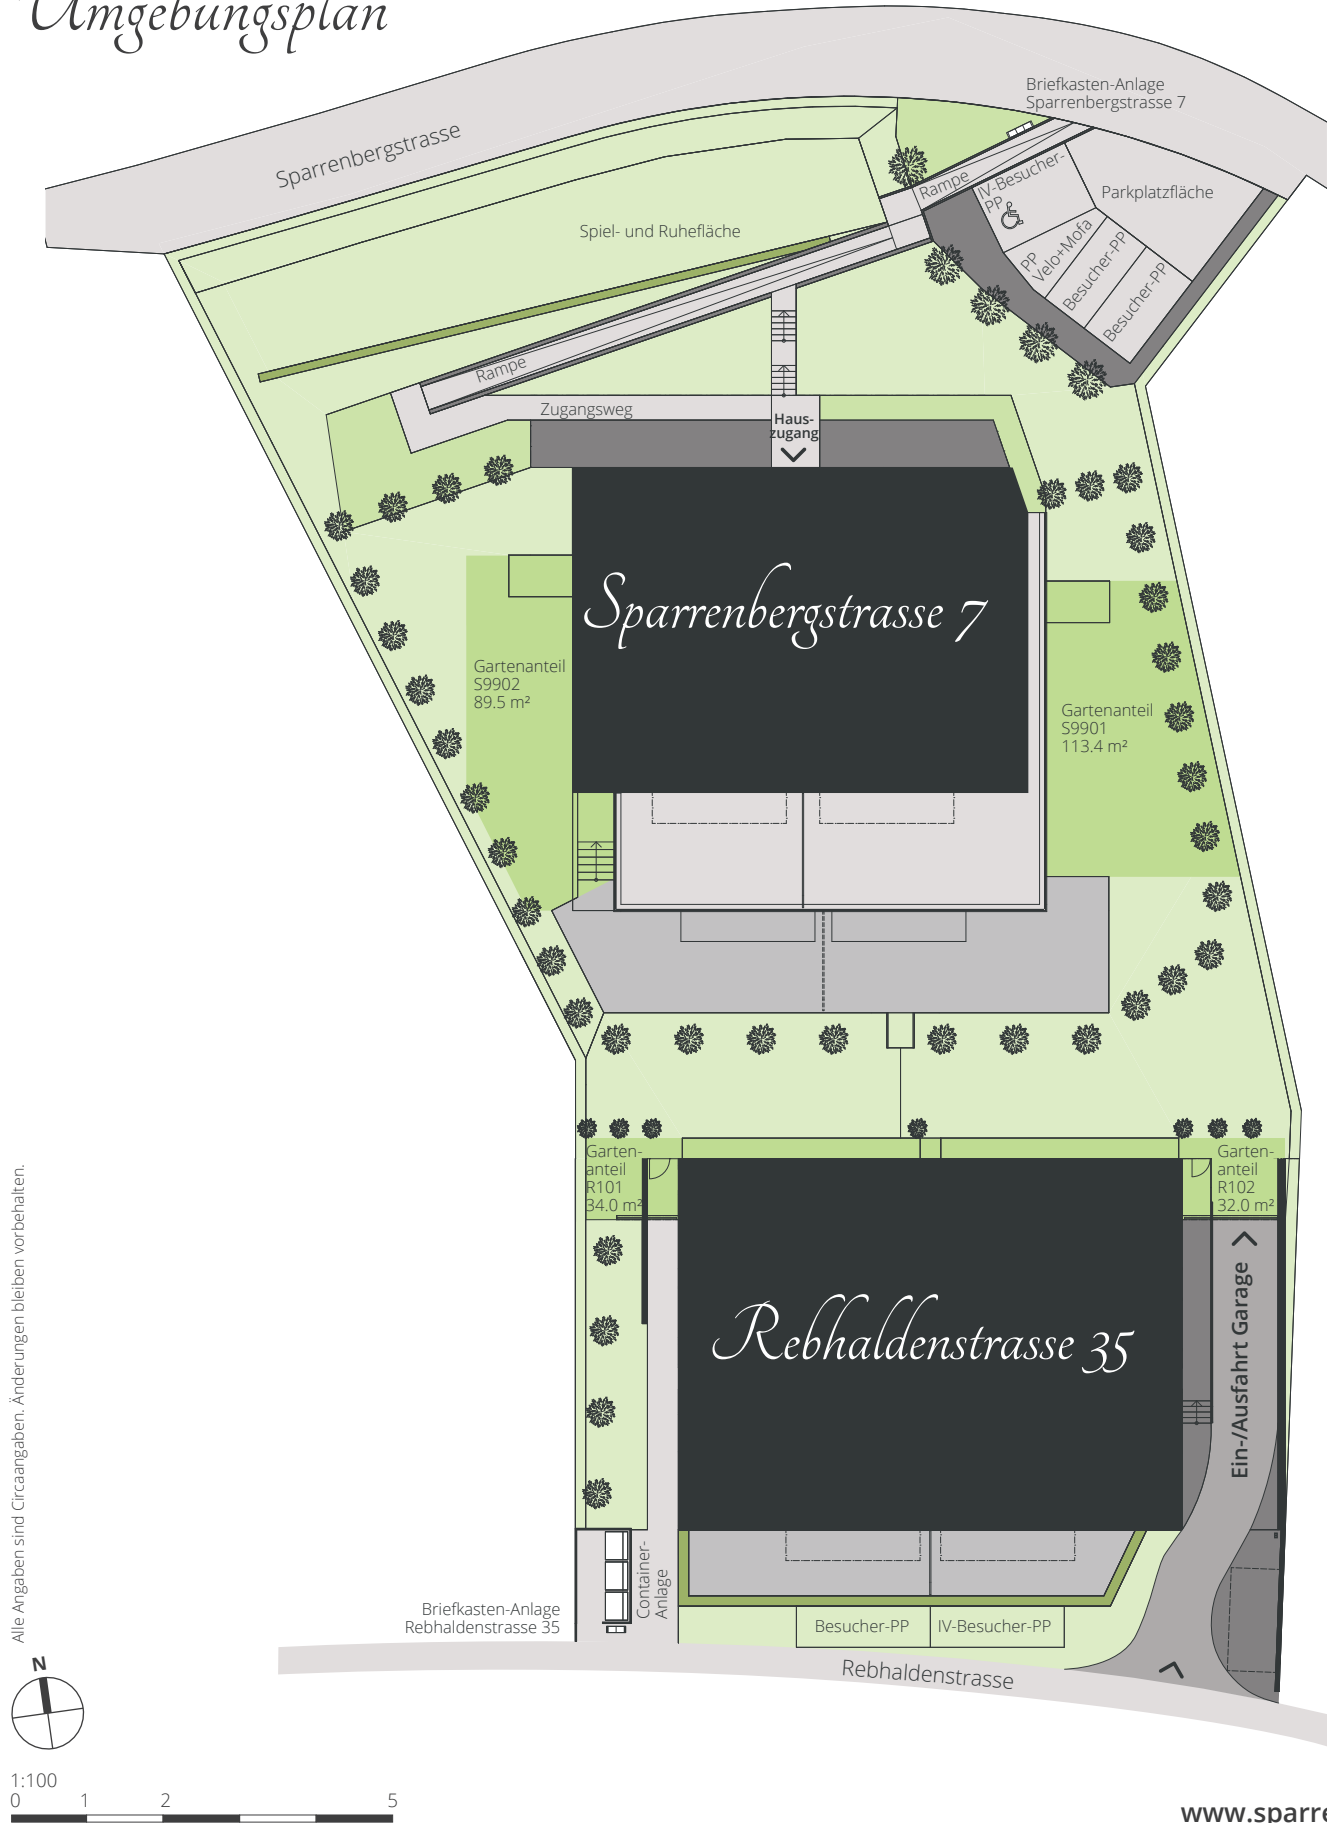 Umgebungsplan
Briefkasten-Anlage
Sparrenbergstrasse 7
Sparrenbergstrasse
Rampe
IV-Besucher-
PP
Parkplatzfläche
Spiel- und Ruhefläche
PP
Velo+Mofa
Besucher-PP
Besucher-PP
Rampe
Zugangsweg
Haus-
zugang
Sparrenbergstrasse 7
Gartenanteil
S9902
89.5 m²
Gartenanteil
S9901
113.4 m²
Garten-
anteil
R101
34.0 m²
Garten-
anteil
R102
32.0 m²
Rebhaldenstrasse 35
Ein-/Ausfahrt Garage
Container-
Anlage
Briefkasten-Anlage
Rebhaldenstrasse 35
Besucher-PP
IV-Besucher-PP
Rebhaldenstrasse
Alle Angaben sind Circaangaben. Änderungen bleiben vorbehalten.
N
1:100
0 1 2 5
www.sparre